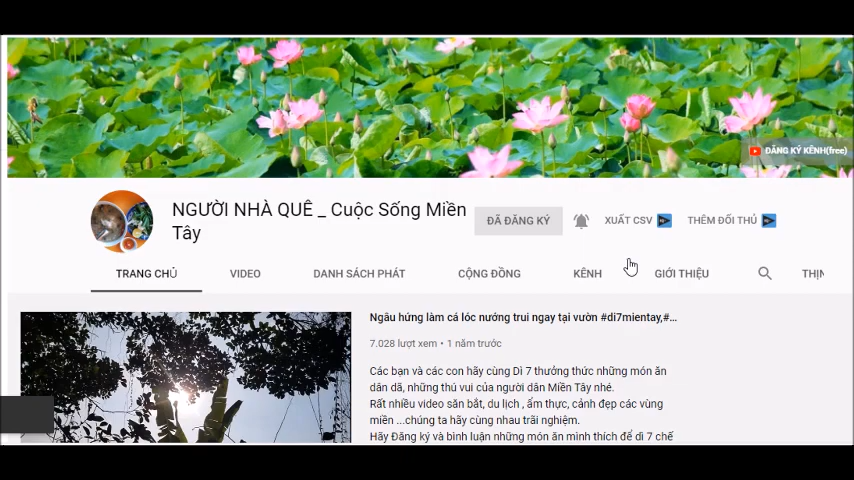 ĐĂNG KÝ KÊNH(free)
NGƯỜI NHÀ QUÊ _ Cuộc Sống Miền
Tây
ĐÃ ĐĂNG KÝ
XUẤT CSV
THÊM ĐỐI THỦ
TRANG CHỦ VIDEO DANH SÁCH PHÁT CỘNG ĐỒNG KÊNH GIỚI THIỆU THỊN
Ngâu hứng làm cá lóc nướng trui ngay tại vườn #di7mientay,#...
7.028 lượt xem • 1 năm trước
Các bạn và các con hãy cùng Dì 7 thưởng thức những món ăn
dân dã, những thú vui của người dân Miền Tây nhé.
Rất nhiều video săn bắt, du lịch , ẩm thực, cảnh đẹp các vùng
miền ...chúng ta hãy cùng nhau trãi nghiệm.
Hãy Đăng ký và bình luận những món ăn mình thích để dì 7 chế